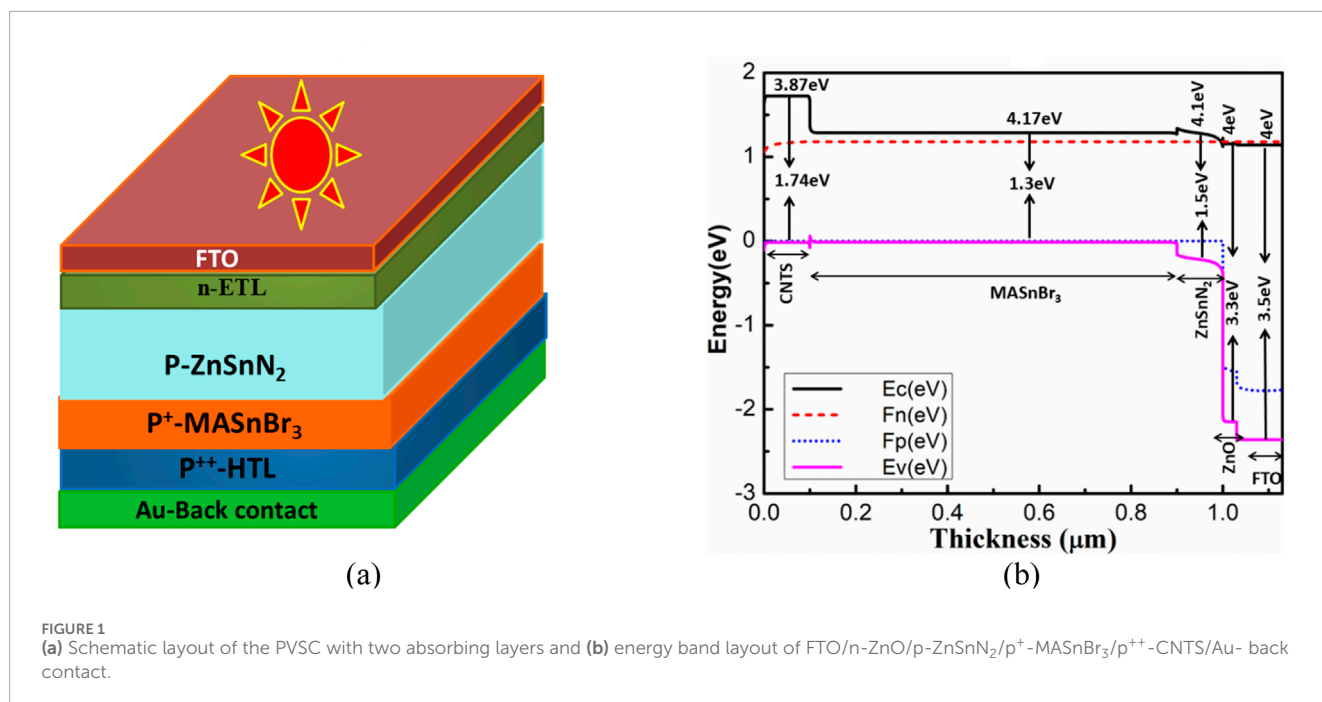 FTO
n-ETL
P-ZnSnN₂
P⁺-MASnBr₃
P⁺⁺-HTL
Au-Back contact
(a)
2
1
0
-1
-2
-3
Energy(eV)
3.87eV
4.17eV
4.1eV
4eV
4eV
1.74eV
1.3eV
1.5eV
3.3eV
3.5eV
CNTS
MASnBr₃
ZnSnN₂
ZnO
FTO
Ec(eV)
Fn(eV)
Fp(eV)
Ev(eV)
0.0 0.2 0.4 0.6 0.8 1.0
Thickness (μm)
(b)
FIGURE 1
(a) Schematic layout of the PVSC with two absorbing layers and (b) energy band layout of FTO/n-ZnO/p-ZnSnN₂/p⁺-MASnBr₃/p⁺⁺-CNTS/Au- back
contact.